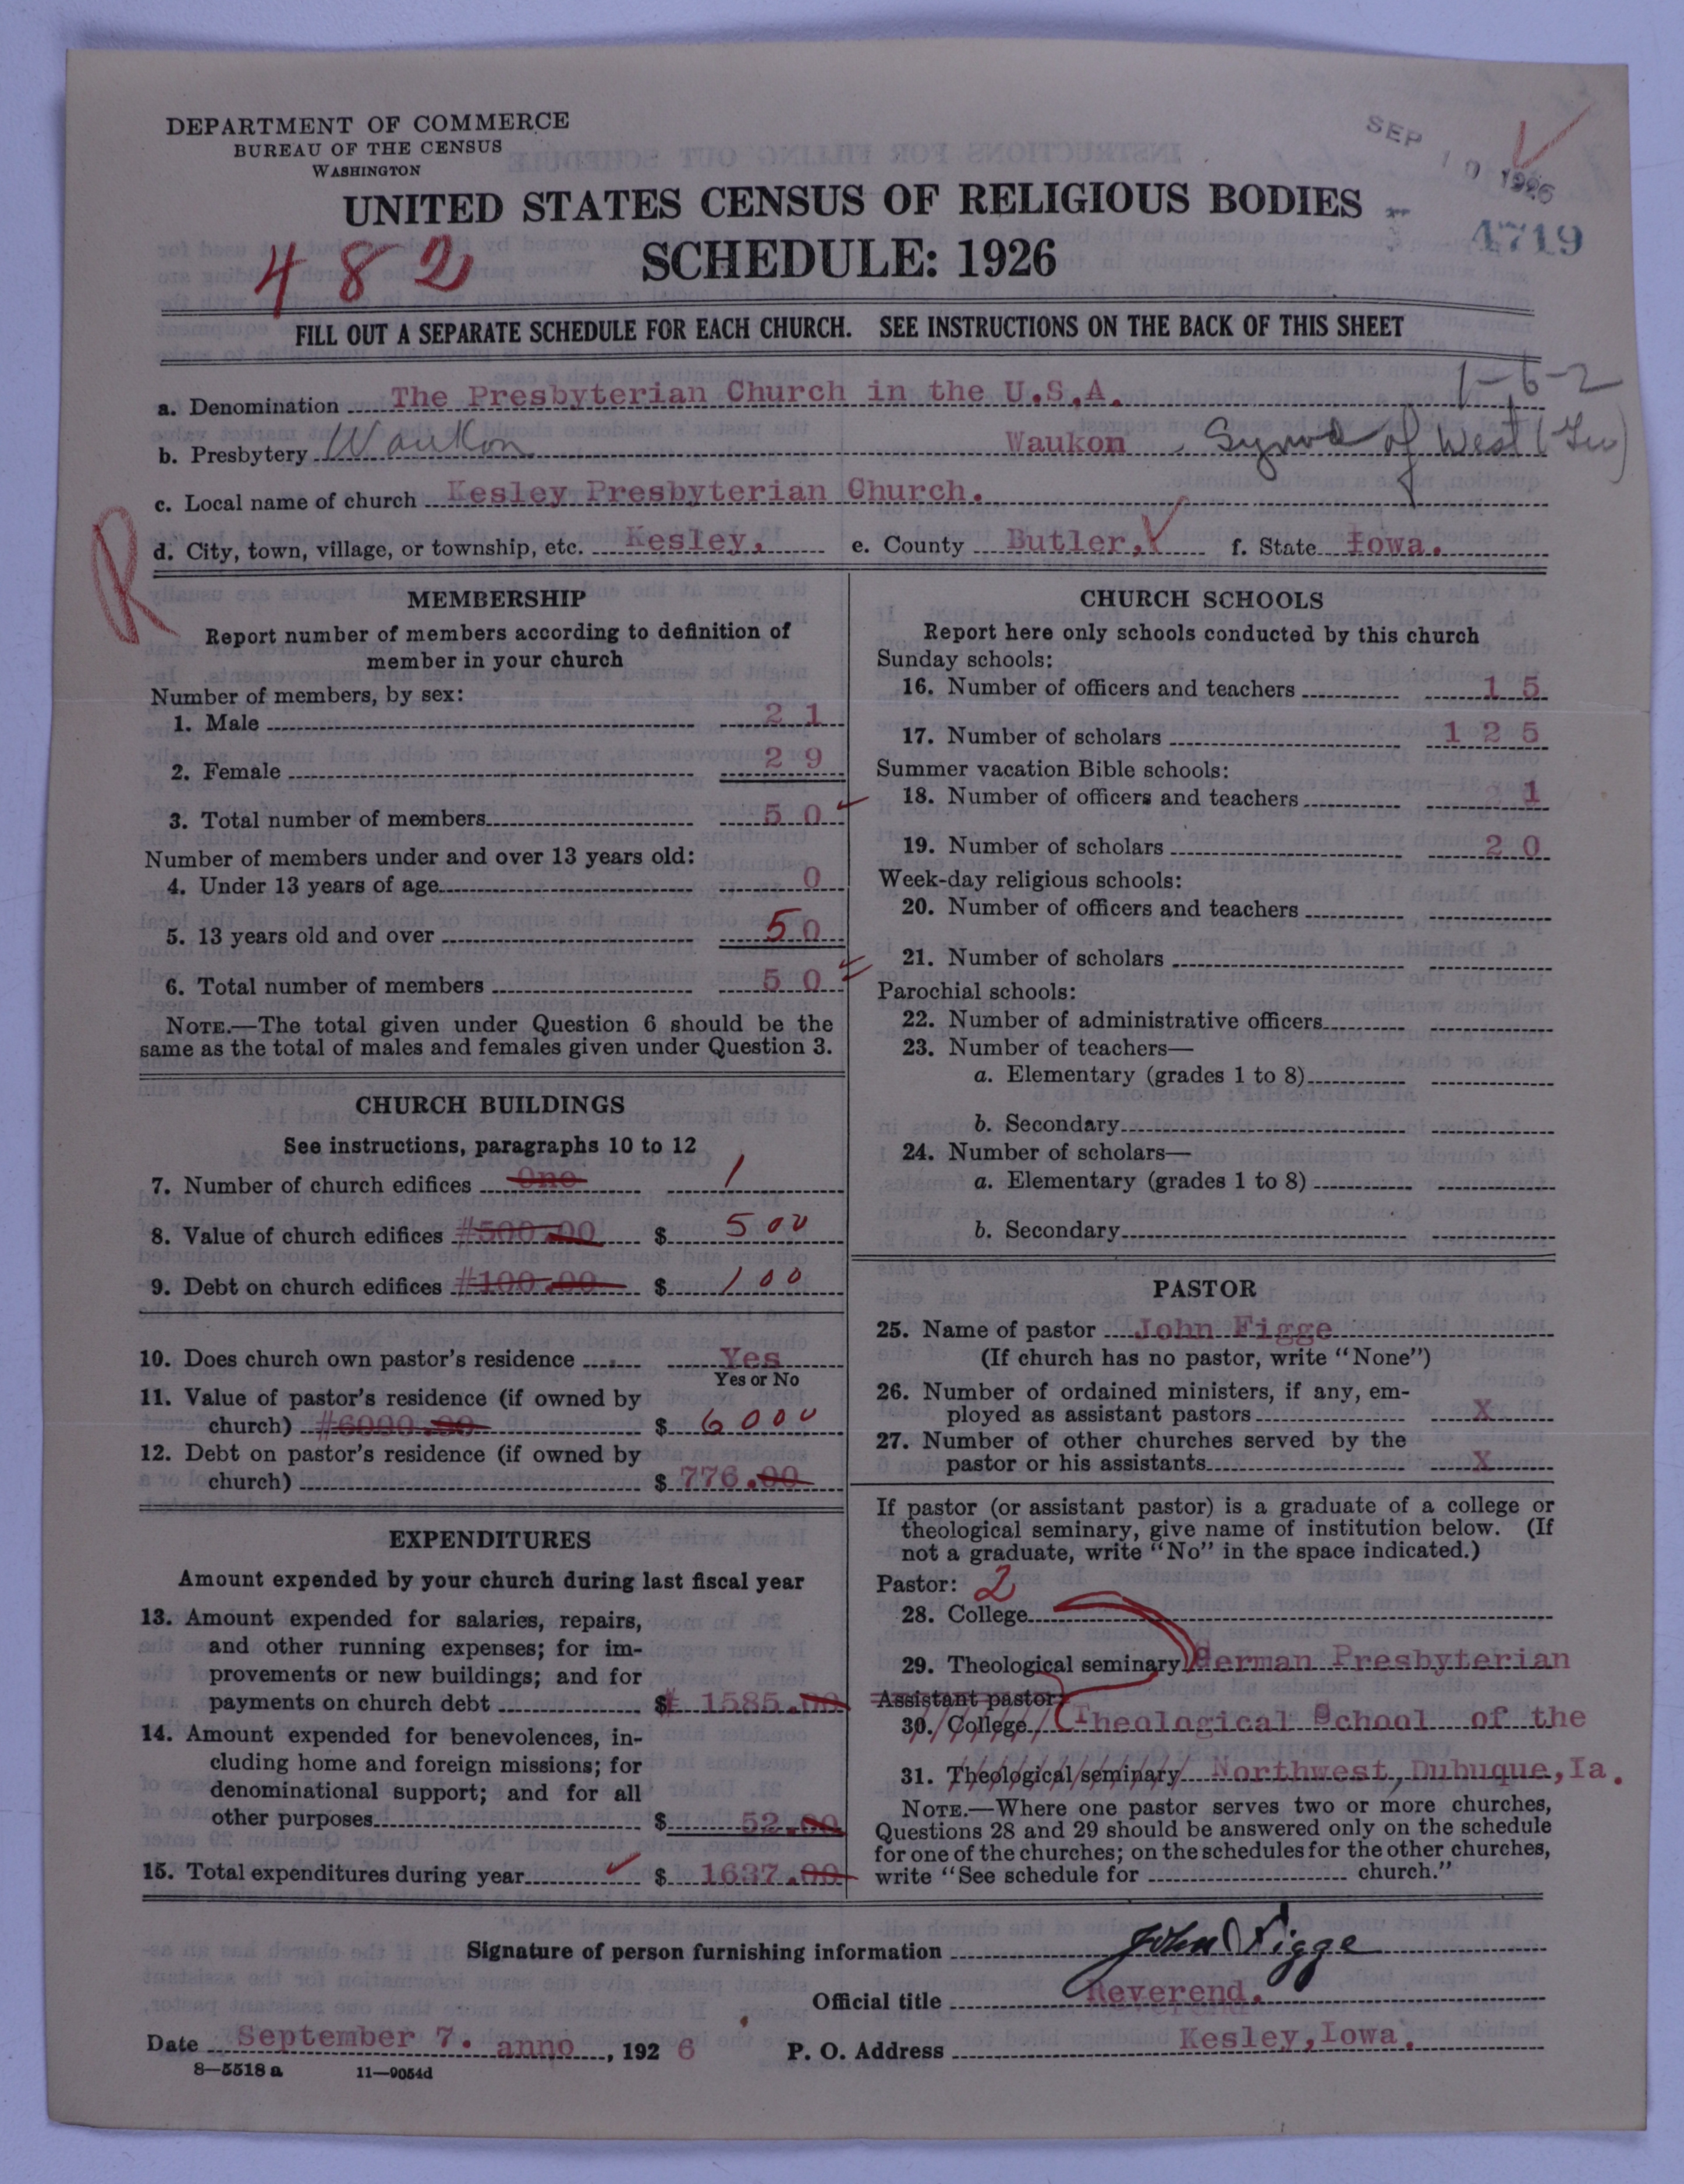 DEPARTMENT OF COMMERCE
BUREAU OF THE CENSUS
WASHINGTON
SEP 10 1926
UNITED STATES CENSUS OF RELIGIOUS BODIES
4719
482
SCHEDULE: 1926
FILL OUT A SEPARATE SCHEDULE FOR EACH CHURCH. SEE INSTRUCTIONS ON THE BACK OF THIS SHEET
1-6-2
a. Denomination The Presbyterian Church in the U.S.A.
b. Presbytery Waukon Waukon Synod of West
c. Local name of church Kesley Presbyterian Church.
R
d. City, town, village, or township, etc. Kesley, e. County Butler, f. State Iowa.
MEMBERSHIP
Report number of members according to definition of
member in your church
Number of members, by sex:
1. Male 21
2. Female 29
3. Total number of members 50
Number of members under and over 13 years old:
4. Under 13 years of age 0
5. 13 years old and over 50
6. Total number of members 50
NOTE.—The total given under Question 6 should be the
same as the total of males and females given under Question 3.
CHURCH BUILDINGS
See instructions, paragraphs 10 to 12
7. Number of church edifices One 1
8. Value of church edifices #500.00 $ 500
9. Debt on church edifices #100.00 $ 100
10. Does church own pastor's residence Yes
Yes or No
11. Value of pastor's residence (if owned by
church) #6000.00 $ 6000
12. Debt on pastor's residence (if owned by
church) $ 776.00
EXPENDITURES
Amount expended by your church during last fiscal year
13. Amount expended for salaries, repairs,
and other running expenses; for im-
provements or new buildings; and for
payments on church debt $# 1585.00
14. Amount expended for benevolences, in-
cluding home and foreign missions; for
denominational support; and for all
other purposes $ 52.00
15. Total expenditures during year $ 1637.00
CHURCH SCHOOLS
Report here only schools conducted by this church
Sunday schools:
16. Number of officers and teachers 15
17. Number of scholars 125
Summer vacation Bible schools:
18. Number of officers and teachers 1
19. Number of scholars 20
Week-day religious schools:
20. Number of officers and teachers
21. Number of scholars
Parochial schools:
22. Number of administrative officers
23. Number of teachers—
a. Elementary (grades 1 to 8)
b. Secondary
24. Number of scholars—
a. Elementary (grades 1 to 8)
b. Secondary
PASTOR
25. Name of pastor John Figge
(If church has no pastor, write "None")
26. Number of ordained ministers, if any, em-
ployed as assistant pastors X
27. Number of other churches served by the
pastor or his assistants X
If pastor (or assistant pastor) is a graduate of a college or
theological seminary, give name of institution below. (If
not a graduate, write "No" in the space indicated.)
Pastor: 2
28. College
29. Theological seminary German Presbyterian
Assistant pastor:
30. College Theological School of the
31. Theological seminary Northwest, Dubuque, Ia.
NOTE.—Where one pastor serves two or more churches,
Questions 28 and 29 should be answered only on the schedule
for one of the churches; on the schedules for the other churches,
write "See schedule for church."
Signature of person furnishing information John Figge
Official title Reverend.
Date September 7. anno, 1926 P. O. Address Kesley, Iowa.
8—5518 a 11—9054d